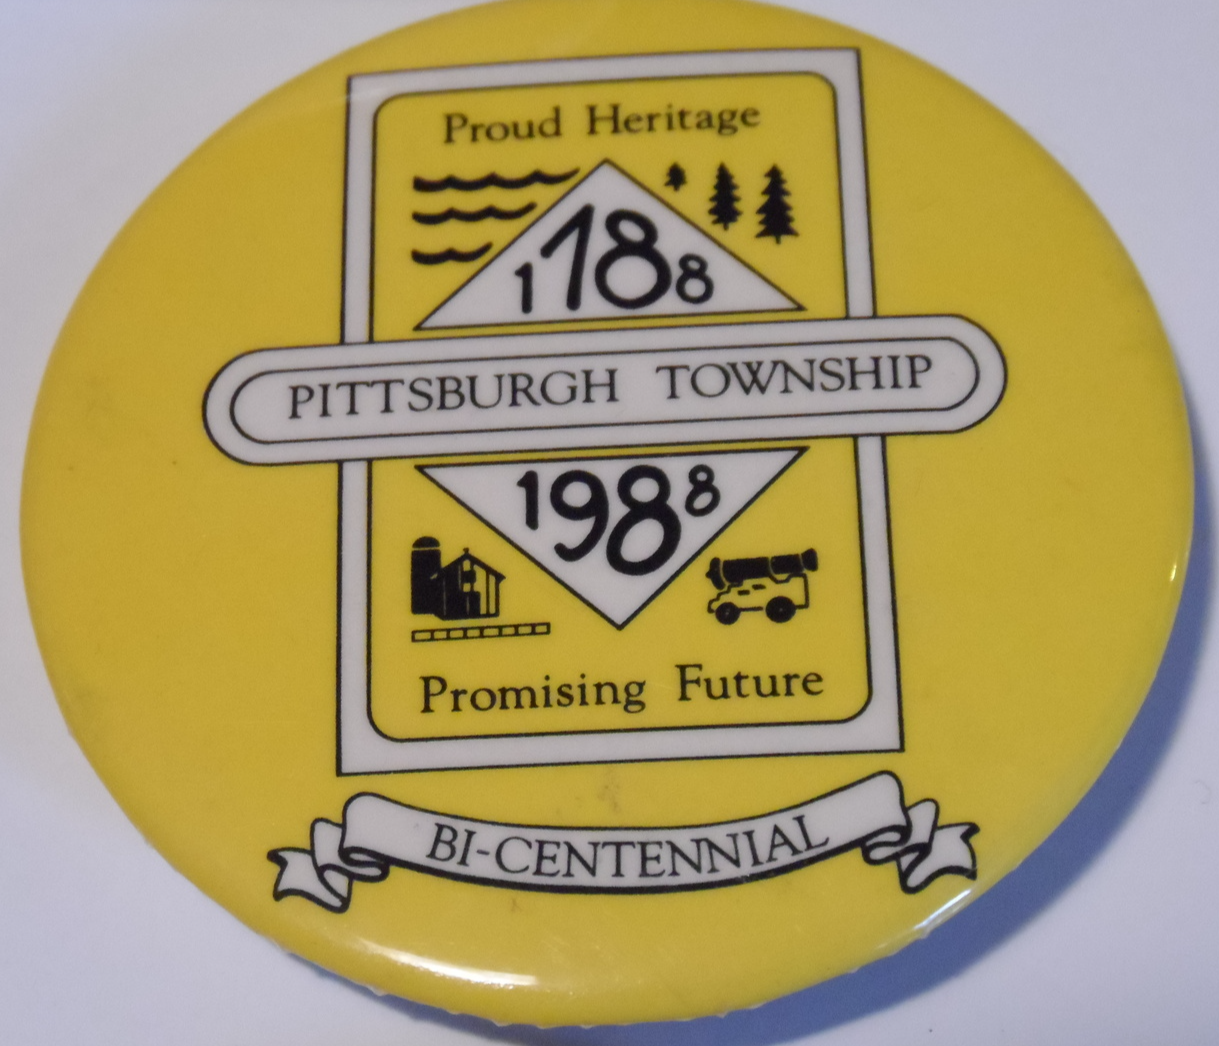 Proud Heritage
1788
PITTSBURGH TOWNSHIP
1988
Promising Future
BI-CENTENNIAL